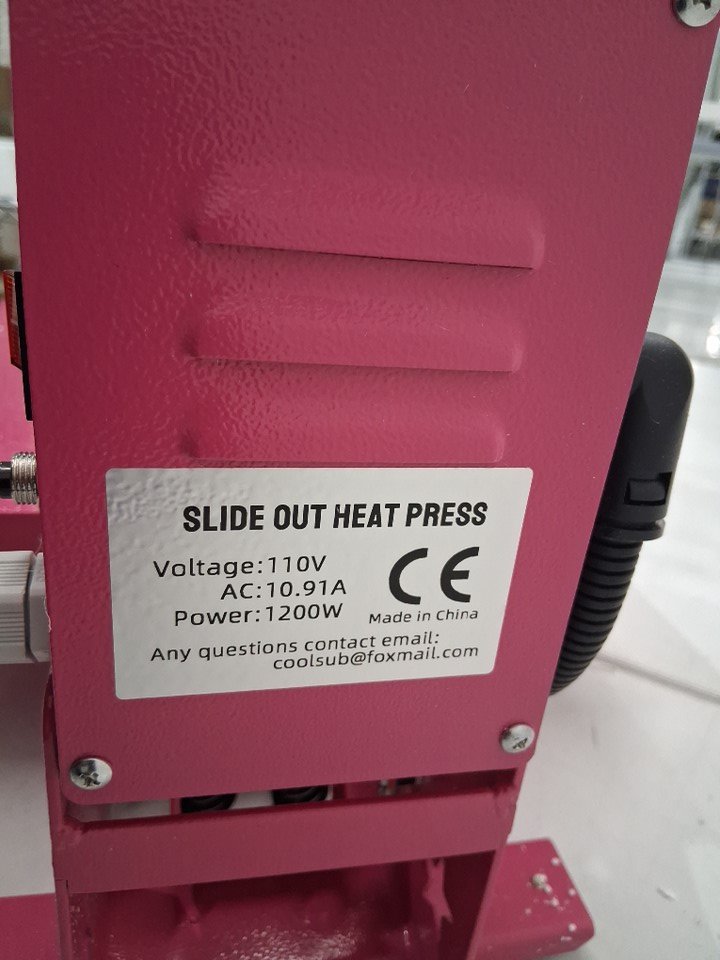 SLIDE OUT HEAT PRESS
Voltage:110V
AC:10.91A
Power:1200W
CE
Made in China
Any questions contact email:
coolsub@foxmail.com